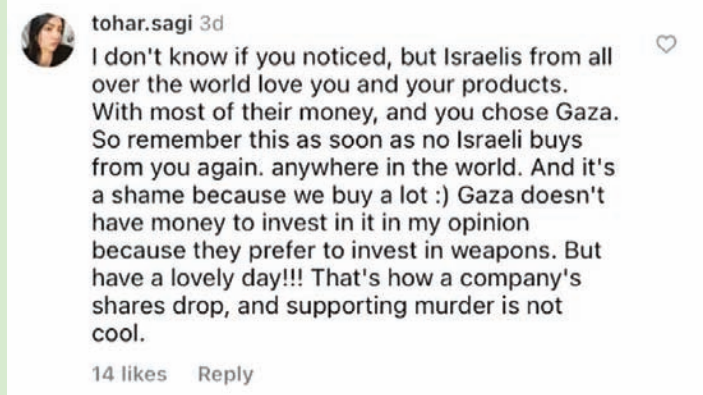 tohar.sagi 3d
I don't know if you noticed, but Israelis from all
over the world love you and your products.
With most of their money, and you chose Gaza.
So remember this as soon as no Israeli buys
from you again. anywhere in the world. And it's
a shame because we buy a lot :) Gaza doesn't
have money to invest in it in my opinion
because they prefer to invest in weapons. But
have a lovely day!!! That's how a company's
shares drop, and supporting murder is not
cool.
14 likes Reply